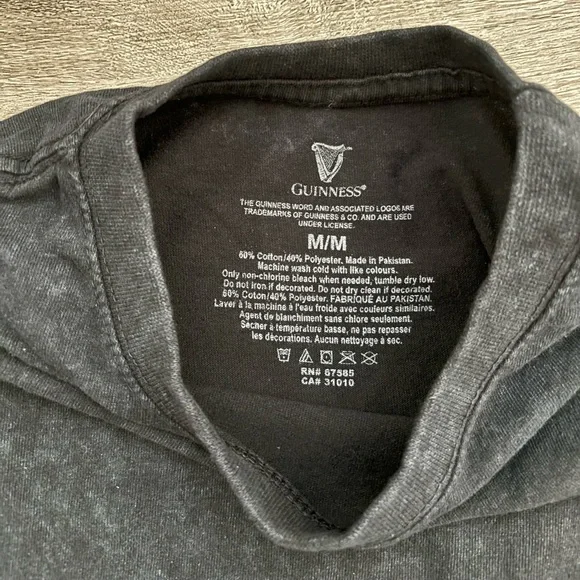 GUINNESS®
THE GUINNESS WORD AND ASSOCIATED LOGOS ARE
TRADEMARKS OF GUINNESS & CO. AND ARE USED
UNDER LICENSE.
M/M
60% Cotton/40% Polyester. Made in Pakistan.
Machine wash cold with like colours.
Only non-chlorine bleach when needed, tumble dry low.
Do not iron if decorated. Do not dry clean if decorated.
60% Coton/40% Polyester. FABRIQUÉ AU PAKISTAN.
Laver à la machine à l'eau froide avec couleurs similaires.
Agent de blanchiment sans chlore seulement.
Sécher à température basse, ne pas repasser
les décorations. Aucun nettoyage à sec.
RN# 67585
CA# 31010